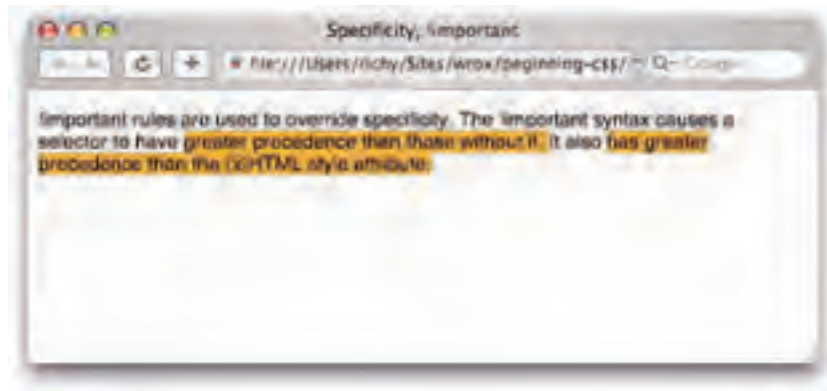 Specificity, !important
file:///Users/richy/Sites/wrox/beginning-css/ Q- Google
!important rules are used to override specificity. The !important syntax causes a
selector to have greater precedence than those without it. It also has greater
precedence than the (X)HTML style attribute.